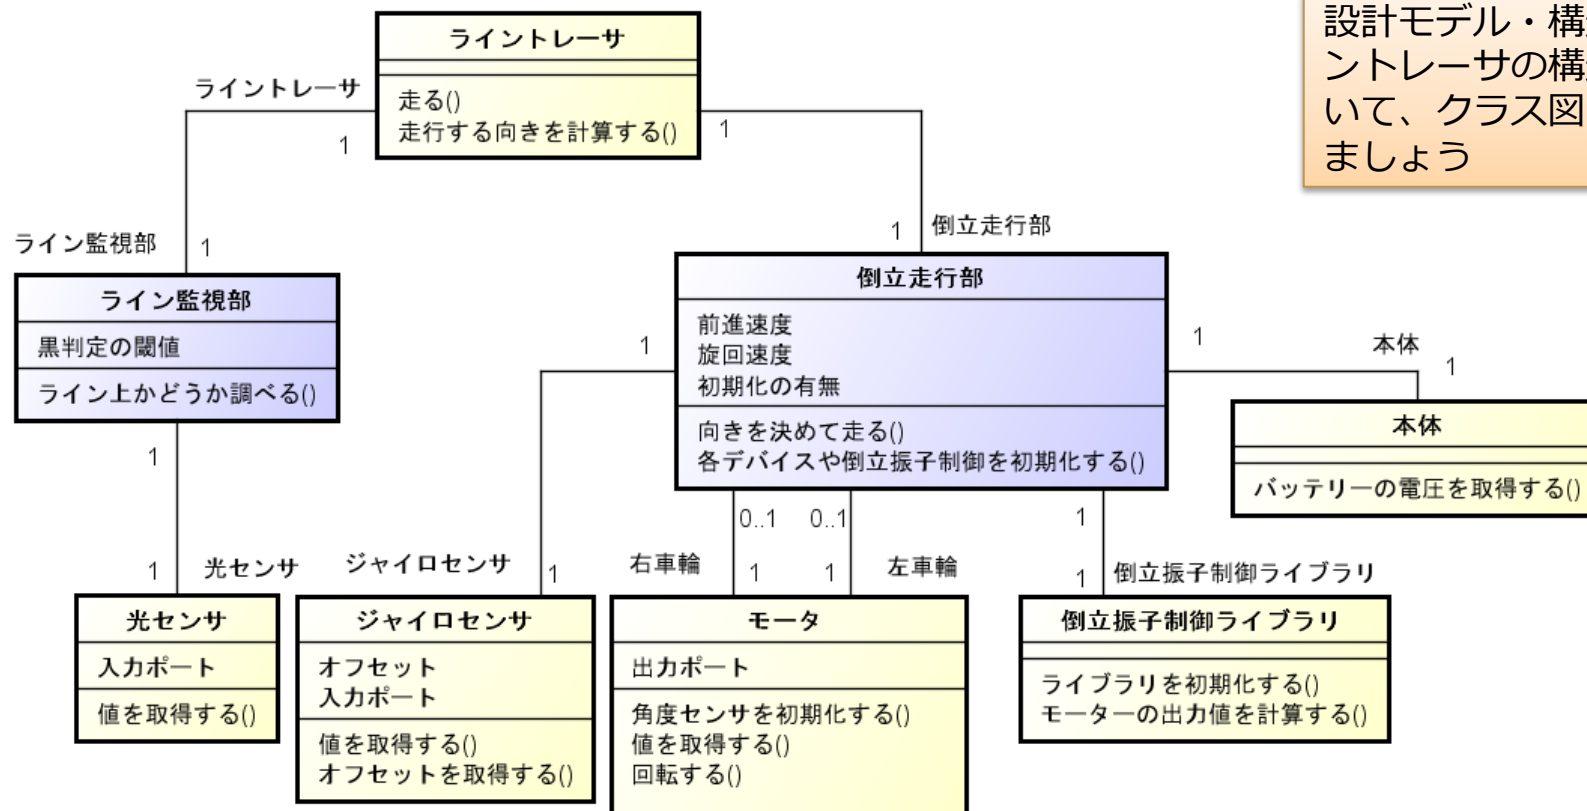 設計モデル・構
ントレーサの構
いて、クラス図
ましょう
ライントレーサ
走る()
走行する向きを計算する()
ライントレーサ
1
1
ライン監視部
1
1
倒立走行部
ライン監視部
黒判定の閾値
ライン上かどうか調べる()
倒立走行部
前進速度
旋回速度
初期化の有無
向きを決めて走る()
各デバイスや倒立振子制御を初期化する()
1
1
本体
1
本体
バッテリーの電圧を取得する()
1
0..1
0..1
1
1
光センサ
ジャイロセンサ
1
右車輪
1
1
左車輪
1
倒立振子制御ライブラリ
光センサ
入力ポート
値を取得する()
ジャイロセンサ
オフセット
入力ポート
値を取得する()
オフセットを取得する()
モータ
出力ポート
角度センサを初期化する()
値を取得する()
回転する()
倒立振子制御ライブラリ
ライブラリを初期化する()
モーターの出力値を計算する()